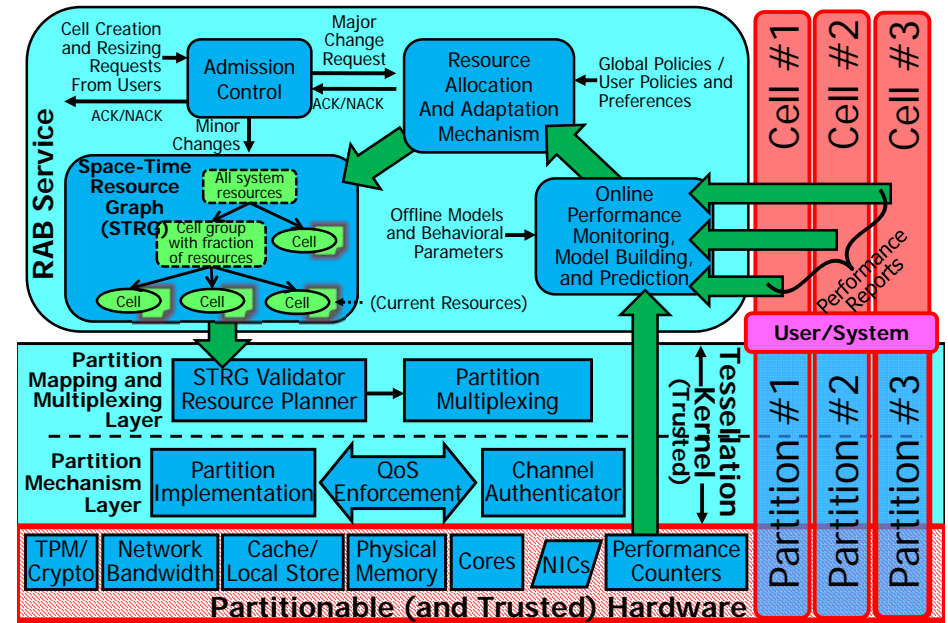 Cell Creation
and Resizing
Requests
From Users
ACK/NACK
Admission
Control
Major
Change
Request
ACK/NACK
Minor
Changes
Resource
Allocation
And Adaptation
Mechanism
Global Policies /
User Policies and
Preferences
RAB Service
Space-Time
Resource
Graph
(STRG)
All system
resources
Cell group
with fraction
of resources
Cell
Cell
Cell
Cell
(Current Resources)
Offline Models
and Behavioral
Parameters
Online
Performance
Monitoring,
Model Building,
and Prediction
Performance
Reports
Cell #1
Cell #2
Cell #3
User/System
Partition #1
Partition #2
Partition #3
Partition
Mapping and
Multiplexing
Layer
STRG Validator
Resource Planner
Partition
Multiplexing
Tessellation
Kernel
(Trusted)
Partition
Mechanism
Layer
Partition
Implementation
QoS
Enforcement
Channel
Authenticator
TPM/
Crypto
Network
Bandwidth
Cache/
Local Store
Physical
Memory
Cores
NICs
Performance
Counters
Partitionable (and Trusted) Hardware